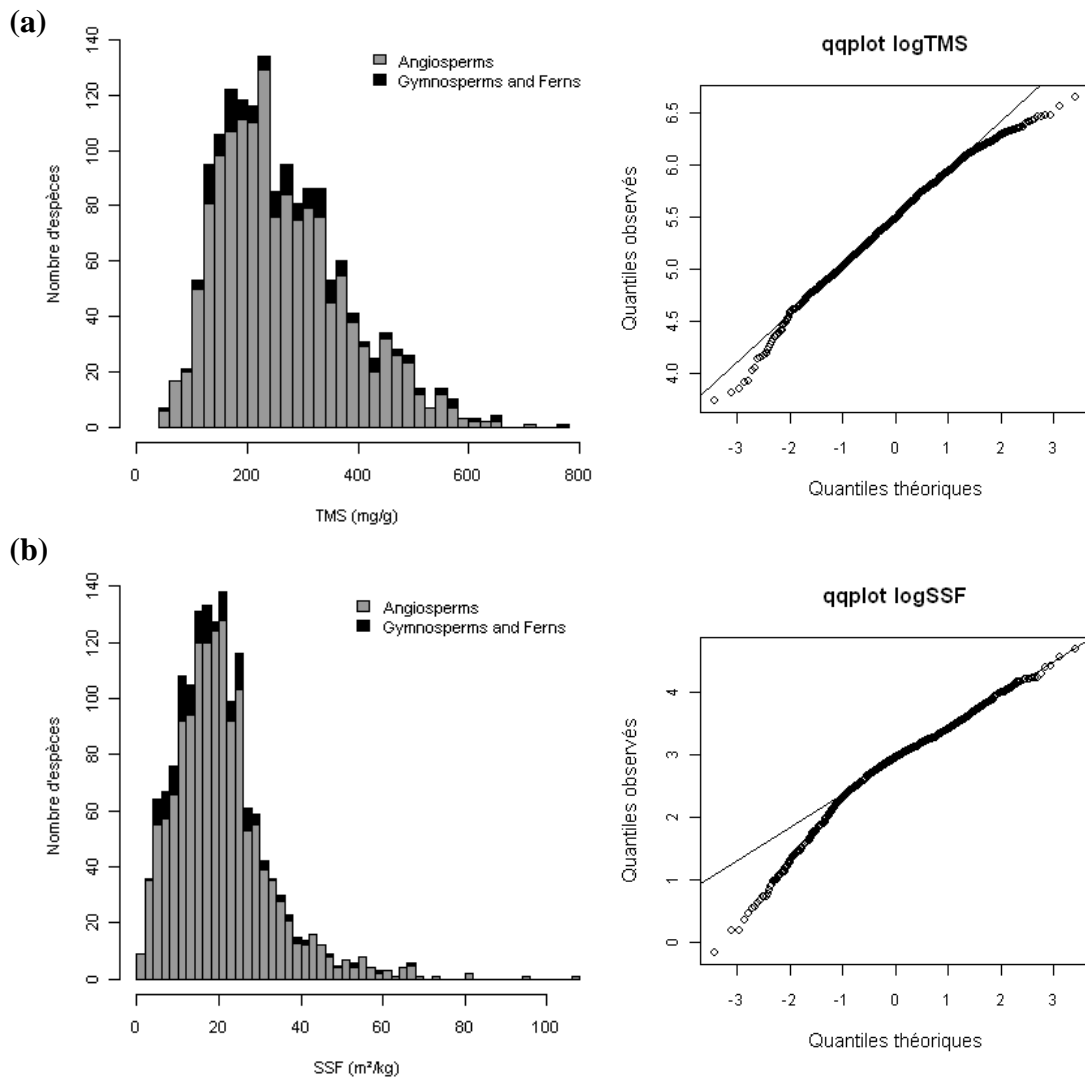 (a)
Angiosperms
Gymnosperms and Ferns
Nombre d'espèces
0 20 40 60 80 100 120 140
0 200 400 600 800
TMS (mg/g)
qqplot logTMS
Quantiles observés
4.0 4.5 5.0 5.5 6.0 6.5
-3 -2 -1 0 1 2 3
Quantiles théoriques
(b)
Angiosperms
Gymnosperms and Ferns
Nombre d'espèces
0 20 40 60 80 100 120 140
0 20 40 60 80 100
SSF (m²/kg)
qqplot logSSF
Quantiles observés
0 1 2 3 4
-3 -2 -1 0 1 2 3
Quantiles théoriques